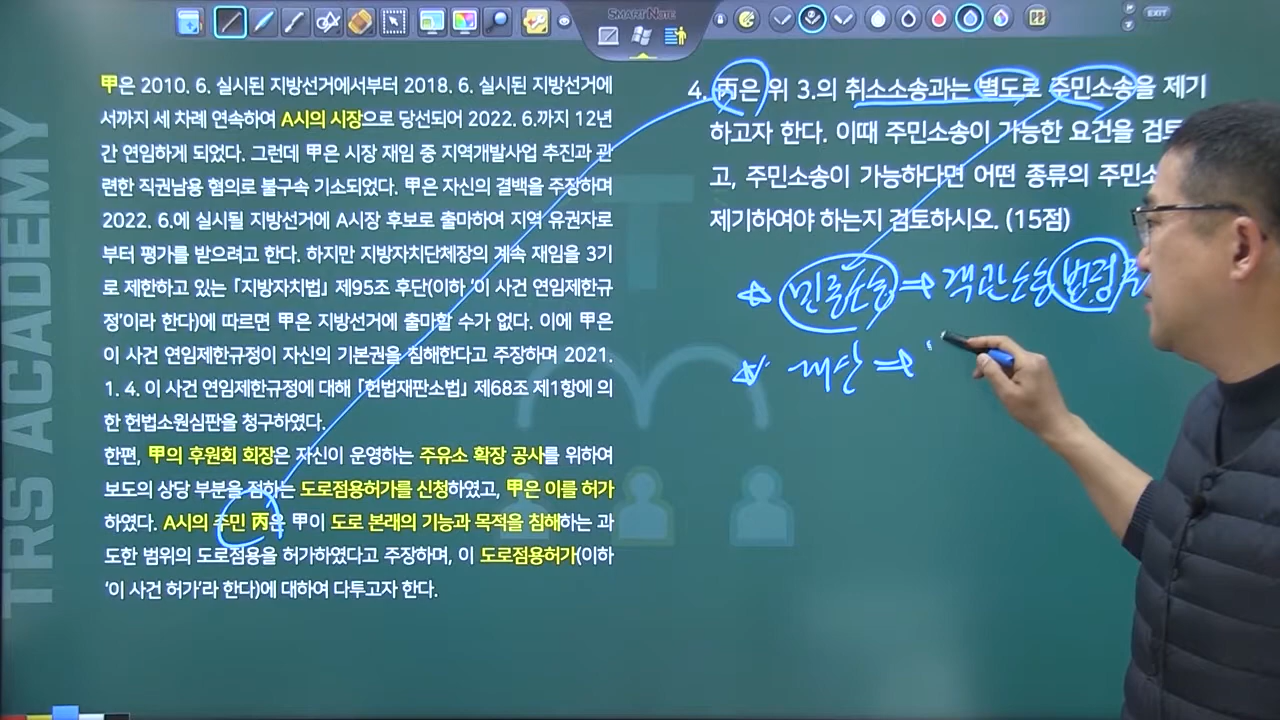 SMARTNOTE
EXIT
TRS ACADEMY
甲은 2010. 6. 실시된 지방선거에서부터 2018. 6. 실시된 지방선거에
서까지 세 차례 연속하여 A시의 시장으로 당선되어 2022. 6.까지 12년
간 연임하게 되었다. 그런데 甲은 시장 재임 중 지역개발사업 추진과 관
련한 직권남용 혐의로 불구속 기소되었다. 甲은 자신의 결백을 주장하며
2022. 6.에 실시될 지방선거에 A시장 후보로 출마하여 지역 유권자로
부터 평가를 받으려고 한다. 하지만 지방자치단체장의 계속 재임을 3기
로 제한하고 있는 「지방자치법」 제95조 후단(이하 '이 사건 연임제한규
정'이라 한다)에 따르면 甲은 지방선거에 출마할 수가 없다. 이에 甲은
이 사건 연임제한규정이 자신의 기본권을 침해한다고 주장하며 2021.
1. 4. 이 사건 연임제한규정에 대해 「헌법재판소법」 제68조 제1항에 의
한 헌법소원심판을 청구하였다.
한편, 甲의 후원회 회장은 자신이 운영하는 주유소 확장 공사를 위하여
보도의 상당 부분을 점하는 도로점용허가를 신청하였고, 甲은 이를 허가
하였다. A시의 주민 丙은 甲이 도로 본래의 기능과 목적을 침해하는 과
도한 범위의 도로점용을 허가하였다고 주장하며, 이 도로점용허가(이하
'이 사건 허가'라 한다)에 대하여 다투고자 한다.
4. 丙은 위 3.의 취소소송과는 별도로 주민소송을 제기
하고자 한다. 이때 주민소송이 가능한 요건을 검토
고, 주민소송이 가능하다면 어떤 종류의 주민소
제기하여야 하는지 검토하시오. (15점)
민중소송 → 객관소송 법정
재산 →